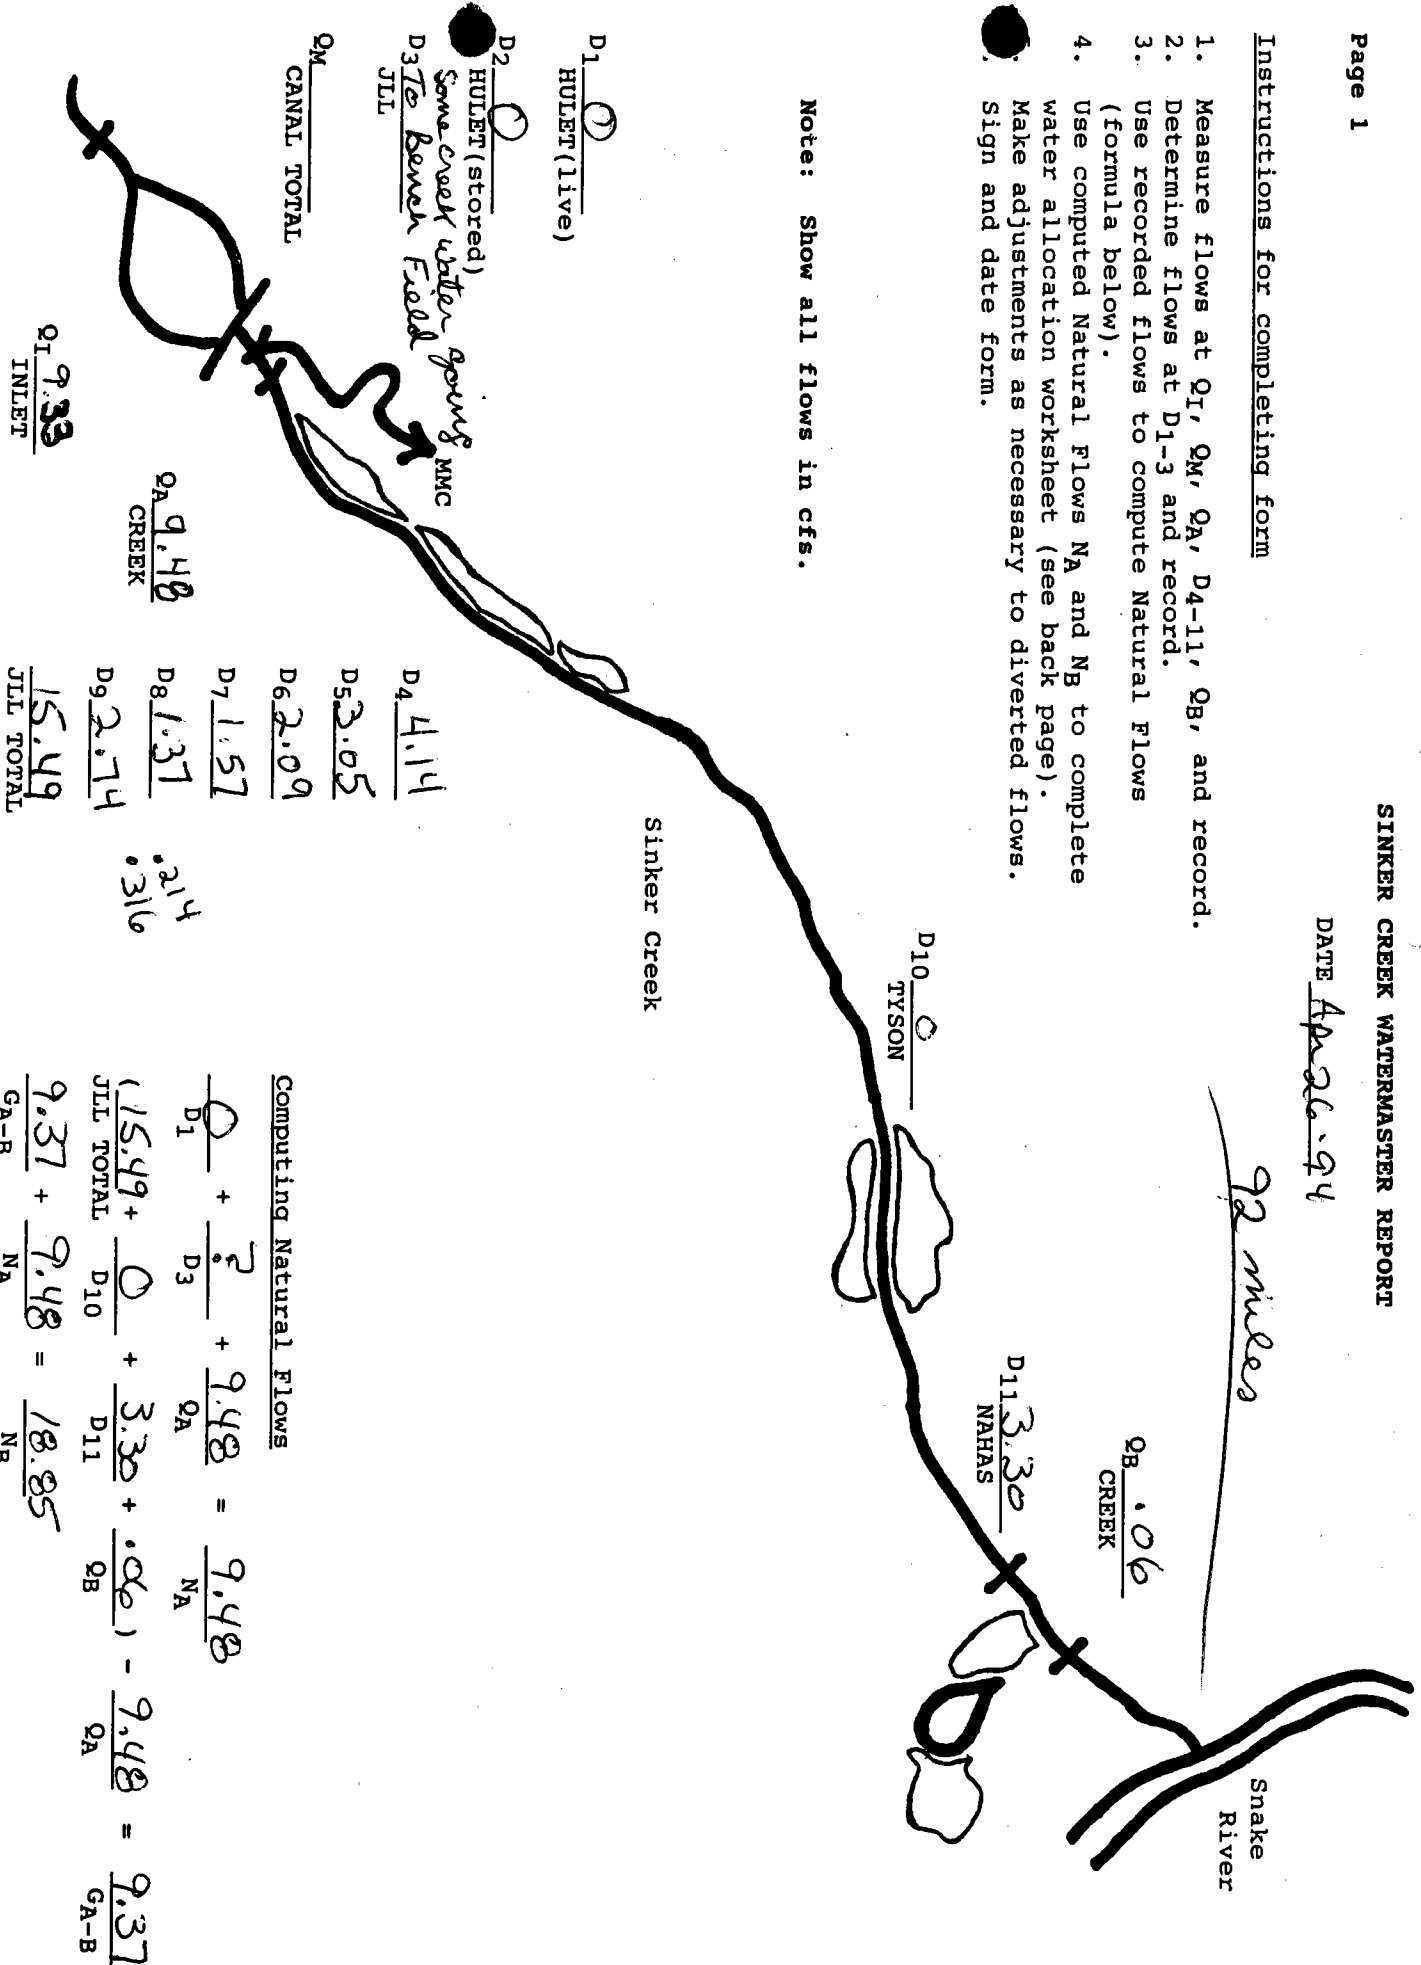 Page 1
SINKER CREEK WATERMASTER REPORT
DATE Apr 26.94
Instructions for completing form
92 miles
1. Measure flows at QI, QM, QA, D4-11, QB, and record.
2. Determine flows at D1-3 and record.
3. Use recorded flows to compute Natural Flows
(formula below).
4. Use computed Natural Flows NA and NB to complete
water allocation worksheet (see back page).
Make adjustments as necessary to diverted flows.
Sign and date form.
Note: Show all flows in cfs.
QB .06
CREEK
Snake
River
D11 3.30
NAHAS
D10 0
TYSON
Sinker Creek
D1 0
HULET(live)
D2 0
HULET(stored)
Some creek water going
D3 To Bench Field
JLL
MMC
QM
CANAL TOTAL
QI 9.33
INLET
QA 9.48
CREEK
D4 4.14
D5 3.05
D6 2.09
D7 1.57
D8 1.37
D9 2.74
15.49
JLL TOTAL
.214
.316
Computing Natural Flows
0 + ? + 9.48 = 9.48
D1 D3 QA NA
(15.49 + 0 + 3.30 + .06) - 9.48 = 9.37
JLL TOTAL D10 D11 QB QA GA-B
9.37 + 9.48 = 18.85
GA-B NA NB